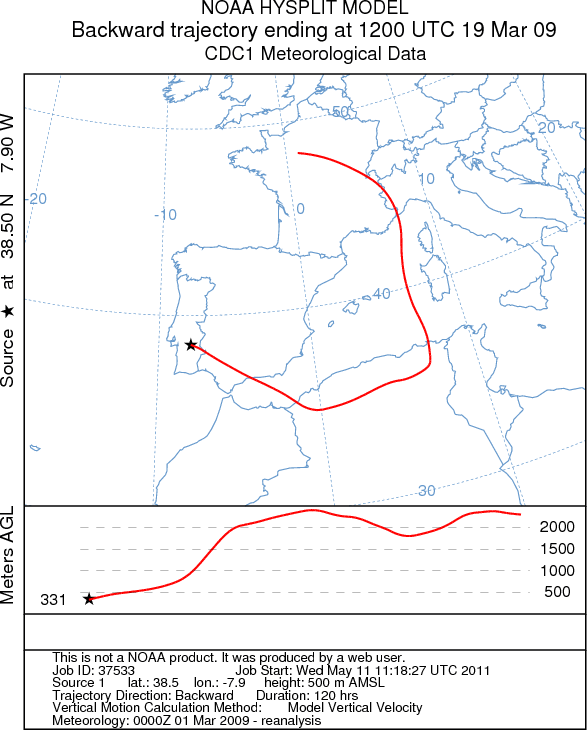 NOAA HYSPLIT MODEL
Backward trajectory ending at 1200 UTC 19 Mar 09
CDC1 Meteorological Data
Source ★ at 38.50 N 7.90 W
50
20
10
-20
-10
0
40
30
Meters AGL
2000
1500
1000
500
331
This is not a NOAA product. It was produced by a web user.
Job ID: 37533 Job Start: Wed May 11 11:18:27 UTC 2011
Source 1 lat.: 38.5 lon.: -7.9 height: 500 m AMSL
Trajectory Direction: Backward Duration: 120 hrs
Vertical Motion Calculation Method: Model Vertical Velocity
Meteorology: 0000Z 01 Mar 2009 - reanalysis